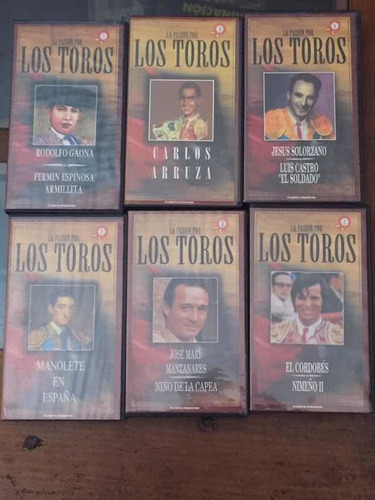 LA PASION POR
LOS TOROS
RODOLFO GAONA
FERMIN ESPINOSA
ARMILLITA
LA PASION POR
LOS TOROS
CARLOS
ARRUZA
LA PASION POR
LOS TOROS
JESUS SOLORZANO
LUIS CASTRO
"EL SOLDADO"
LA PASION POR
LOS TOROS
MANOLETE
EN
ESPAÑA
LA PASION POR
LOS TOROS
JOSÉ MARI
MANZANARES
NIÑO DE LA CAPEA
LA PASION POR
LOS TOROS
EL CORDOBÉS
NIMEÑO II